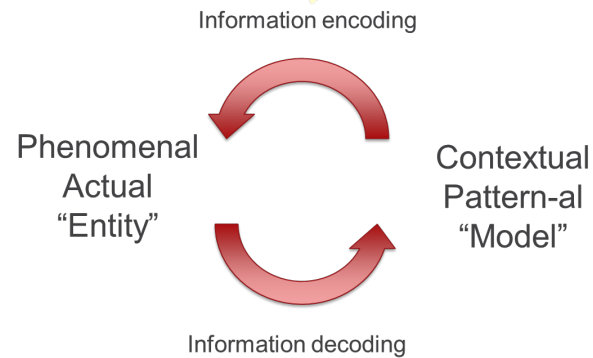 Information encoding
Phenomenal
Actual
“Entity”
Contextual
Pattern-al
“Model”
Information decoding